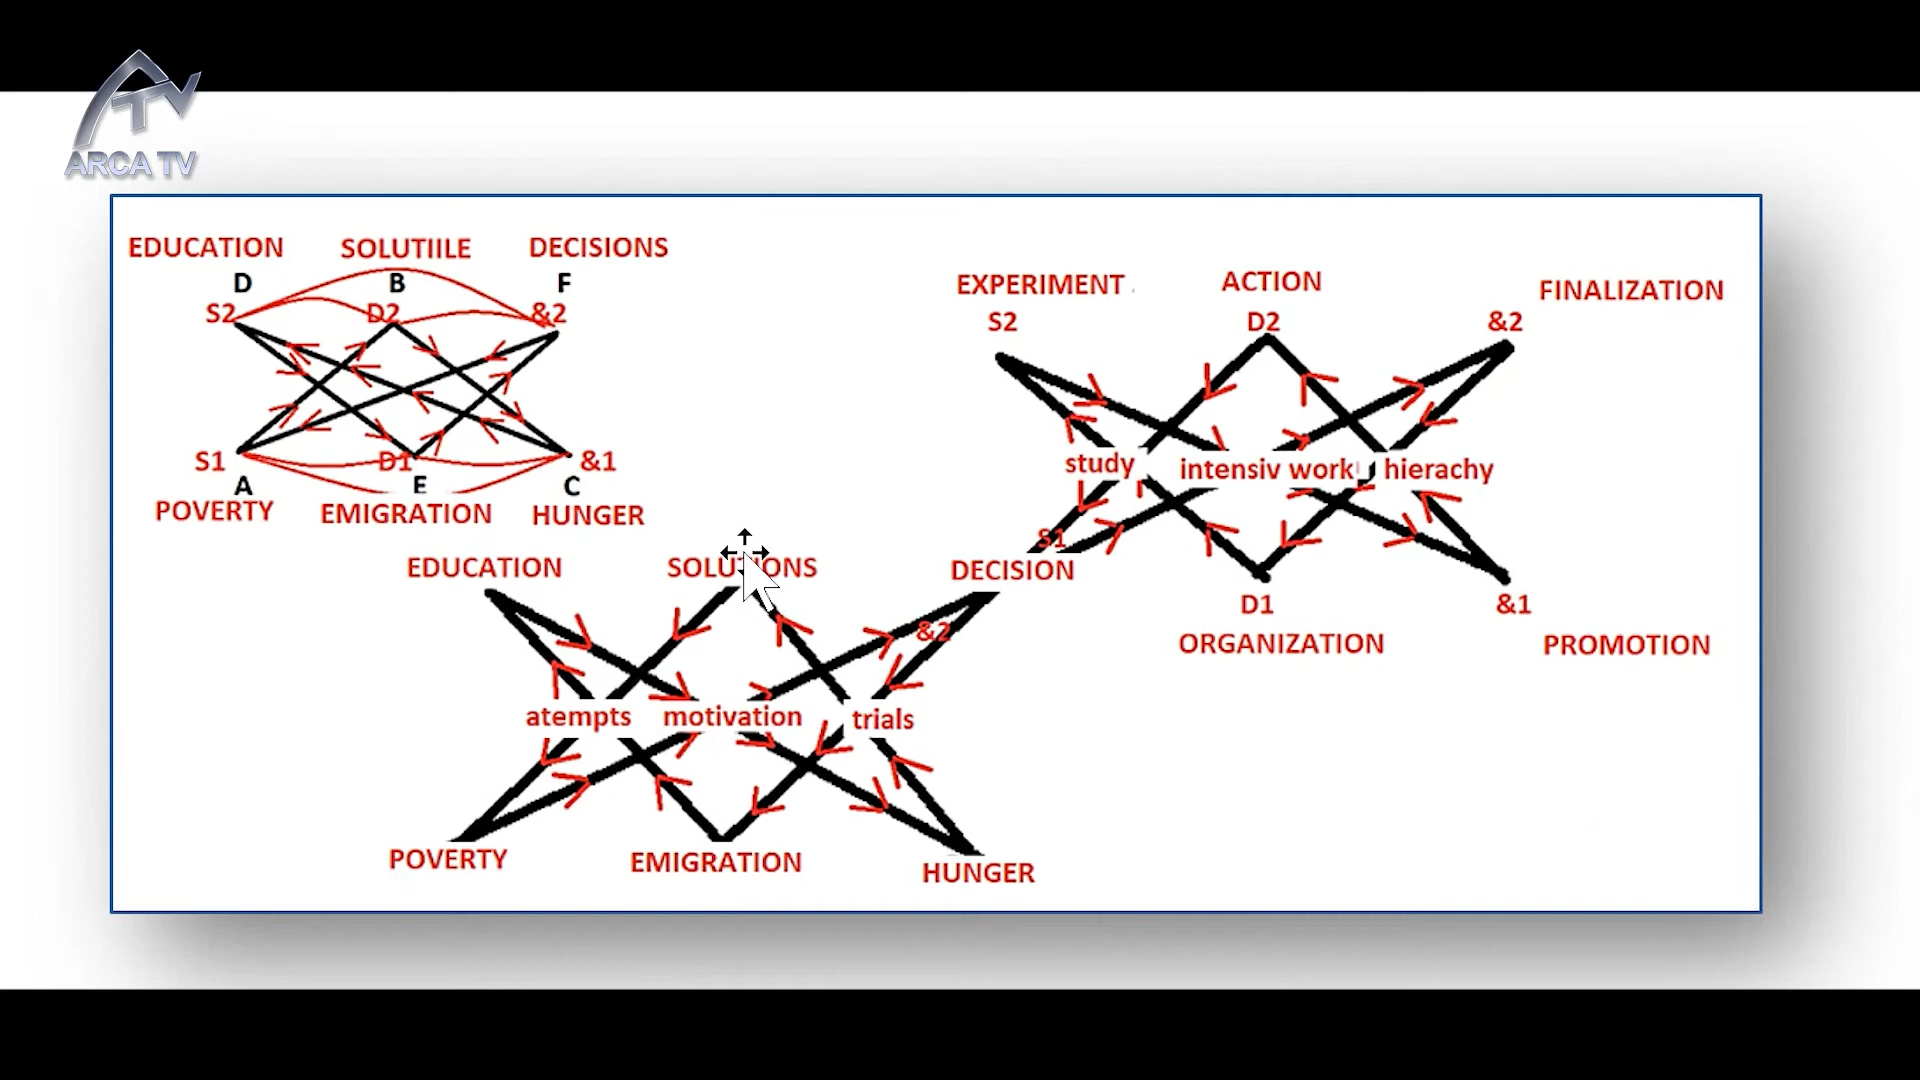 ATV
ARCA TV
EDUCATION SOLUTIILE DECISIONS
D B F
S2 D2 &2
S1 D1 &1
A E C
POVERTY EMIGRATION HUNGER
EXPERIMENT ACTION FINALIZATION
S2 D2 &2
study intensiv work hierachy
S1
D1 &1
ORGANIZATION PROMOTION
EDUCATION SOLUTIONS DECISION
&2
atempts motivation trials
POVERTY EMIGRATION HUNGER